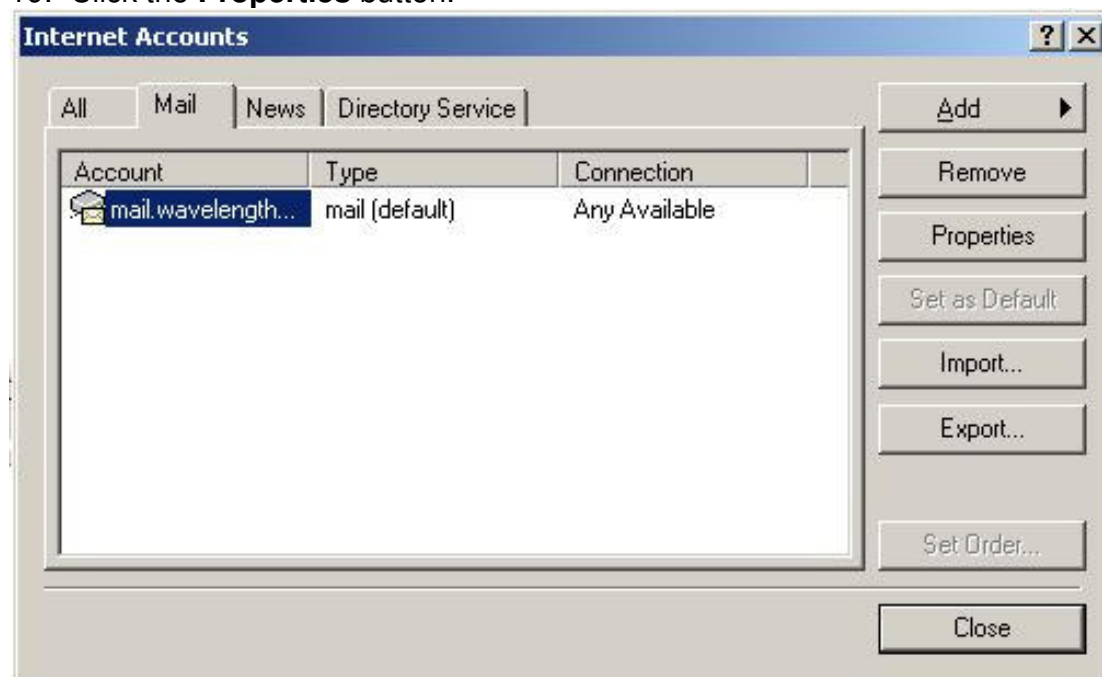 Click the Properties button.
Internet Accounts
All Mail News Directory Service
Add
Account Type Connection
Remove
mail.wavelength... mail (default) Any Available
Properties
Set as Default
Import...
Export...
Set Order...
Close